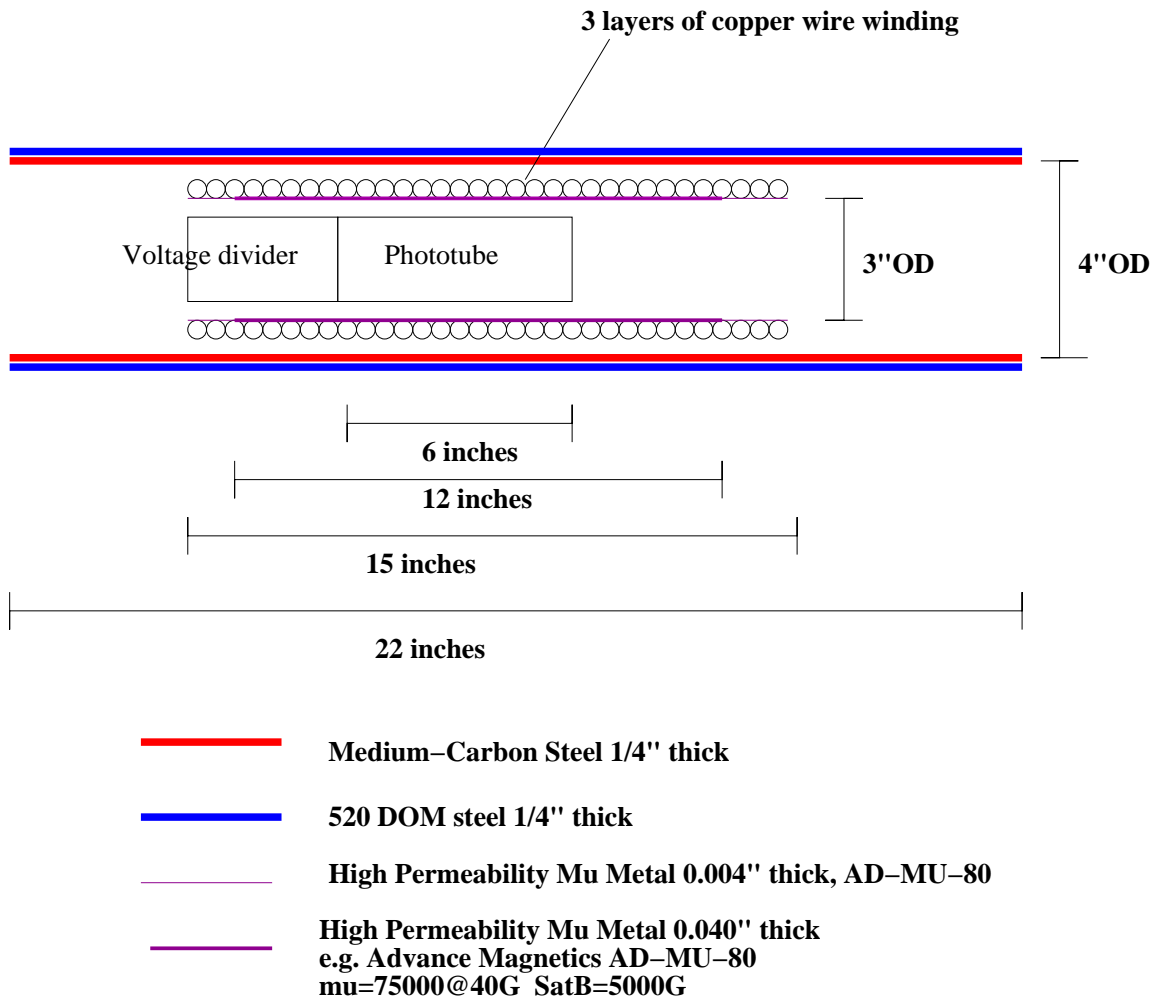 3 layers of copper wire winding
Voltage divider
Phototube
3"OD
4"OD
6 inches
12 inches
15 inches
22 inches
Medium−Carbon Steel 1/4" thick
520 DOM steel 1/4" thick
High Permeability Mu Metal 0.004" thick, AD−MU−80
High Permeability Mu Metal 0.040" thick
e.g. Advance Magnetics AD−MU−80
mu=75000@40G SatB=5000G